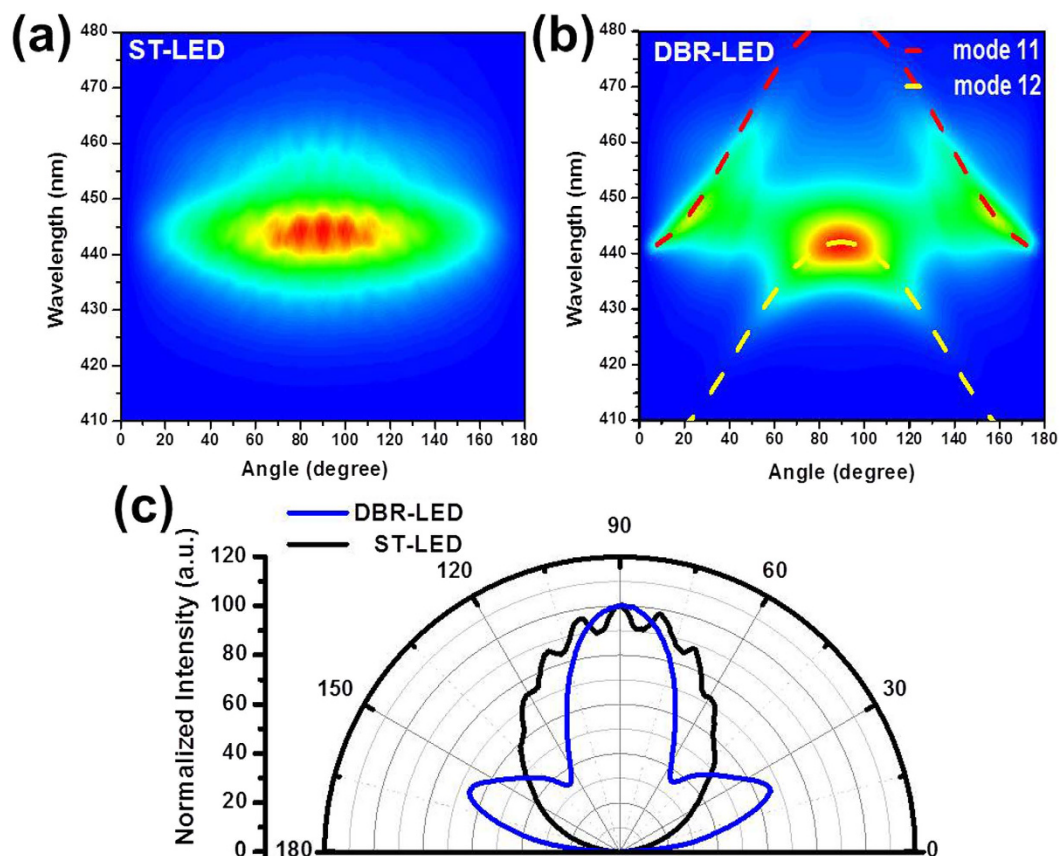 (a)
ST-LED
480
470
460
450
440
430
420
410
Wavelength (nm)
0 20 40 60 80 100 120 140 160 180
Angle (degree)
(b)
DBR-LED
mode 11
mode 12
480
470
460
450
440
430
420
410
Wavelength (nm)
0 20 40 60 80 100 120 140 160 180
Angle (degree)
(c)
DBR-LED
ST-LED
Normalized Intensity (a.u.)
120
100
80
60
40
20
0
180
150
120
90
60
30
0